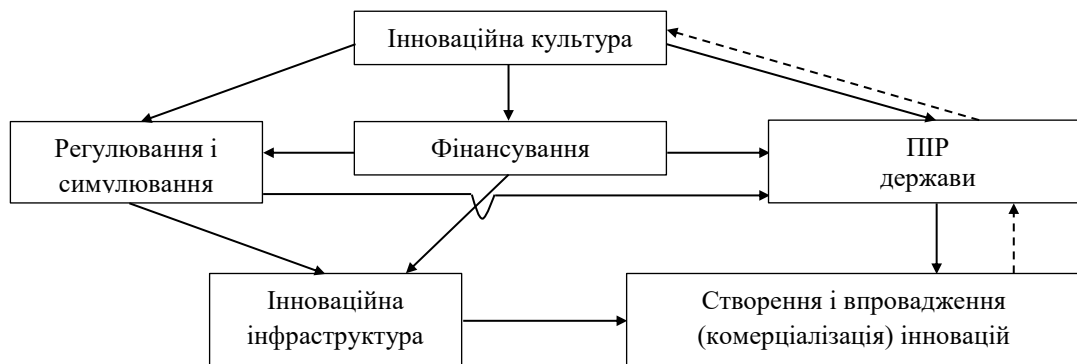 Інноваційна культура
Регулювання і
симулювання
Фінансування
ПІР
держави
Інноваційна
інфраструктура
Створення і впровадження
(комерціалізація) інновацій